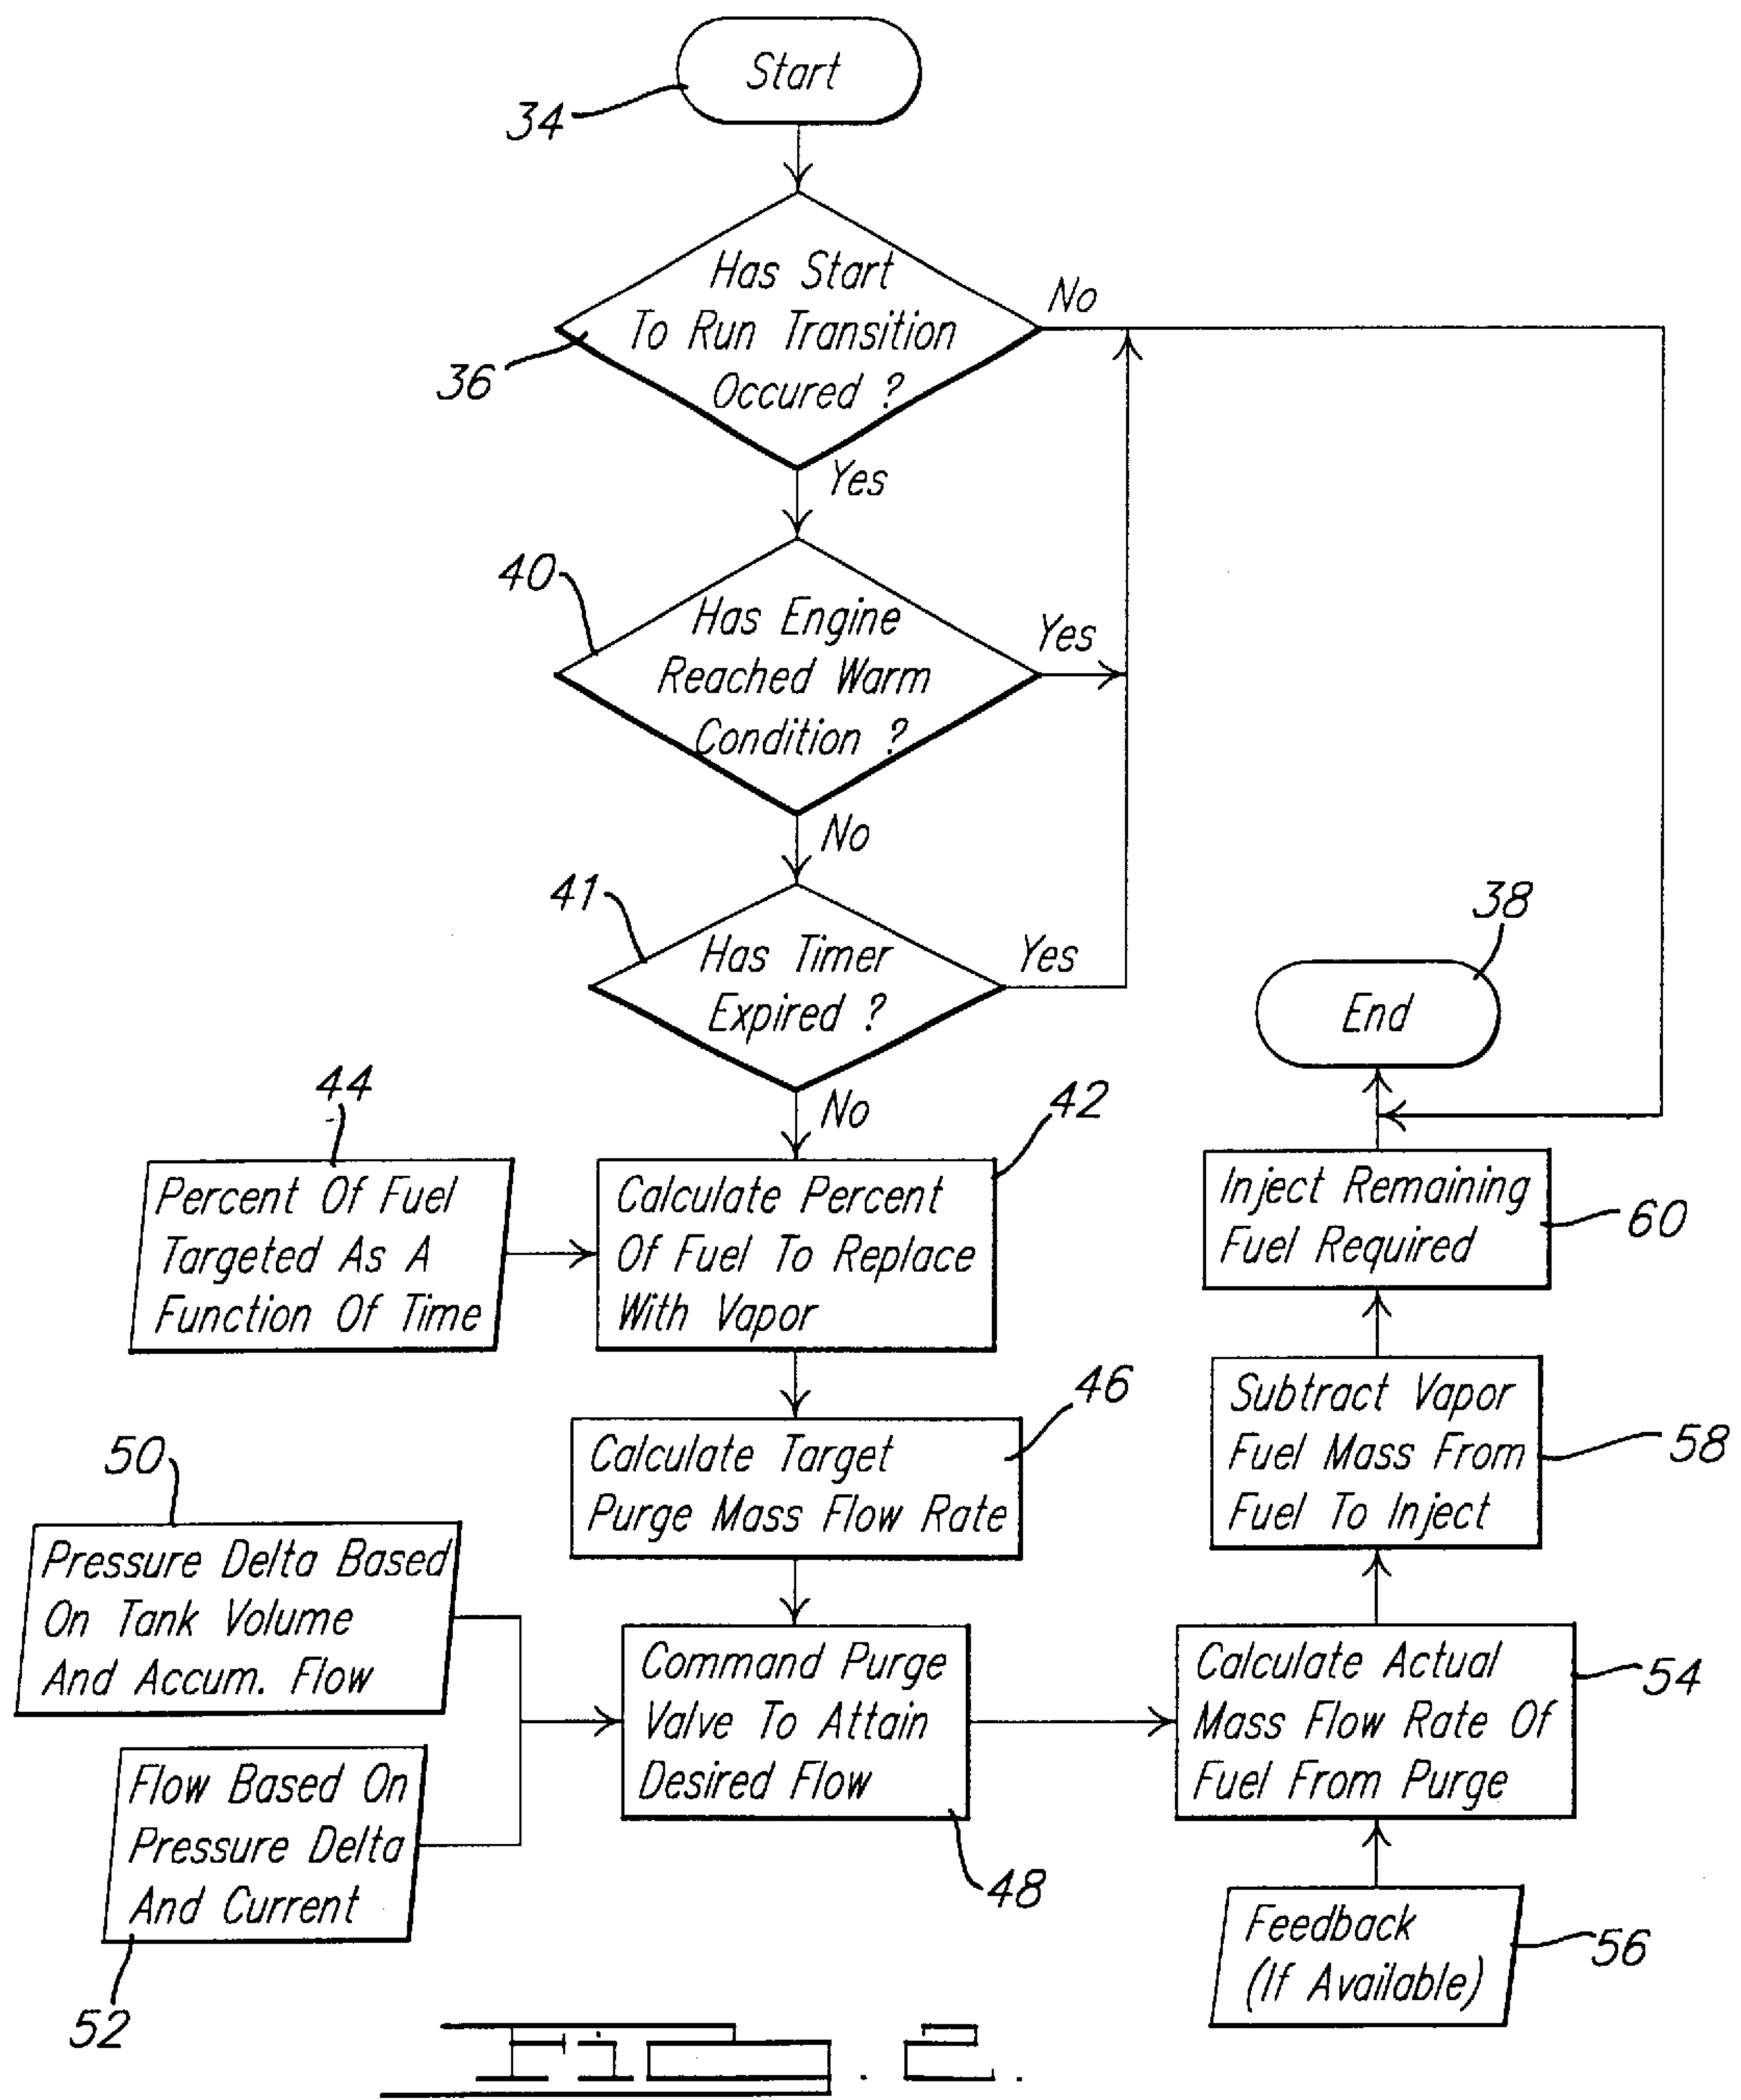 Start
34
Has Start
To Run Transition
Occured ?
36
No
Yes
40
Has Engine
Reached Warm
Condition ?
Yes
No
41
Has Timer
Expired ?
Yes
No
38
End
44
Percent Of Fuel
Targeted As A
Function Of Time
42
Calculate Percent
Of Fuel To Replace
With Vapor
Inject Remaining
Fuel Required
60
46
Calculate Target
Purge Mass Flow Rate
Subtract Vapor
Fuel Mass From
Fuel To Inject
58
50
Pressure Delta Based
On Tank Volume
And Accum. Flow
Command Purge
Valve To Attain
Desired Flow
48
Calculate Actual
Mass Flow Rate Of
Fuel From Purge
54
Flow Based On
Pressure Delta
And Current
52
Feedback
(If Available)
56